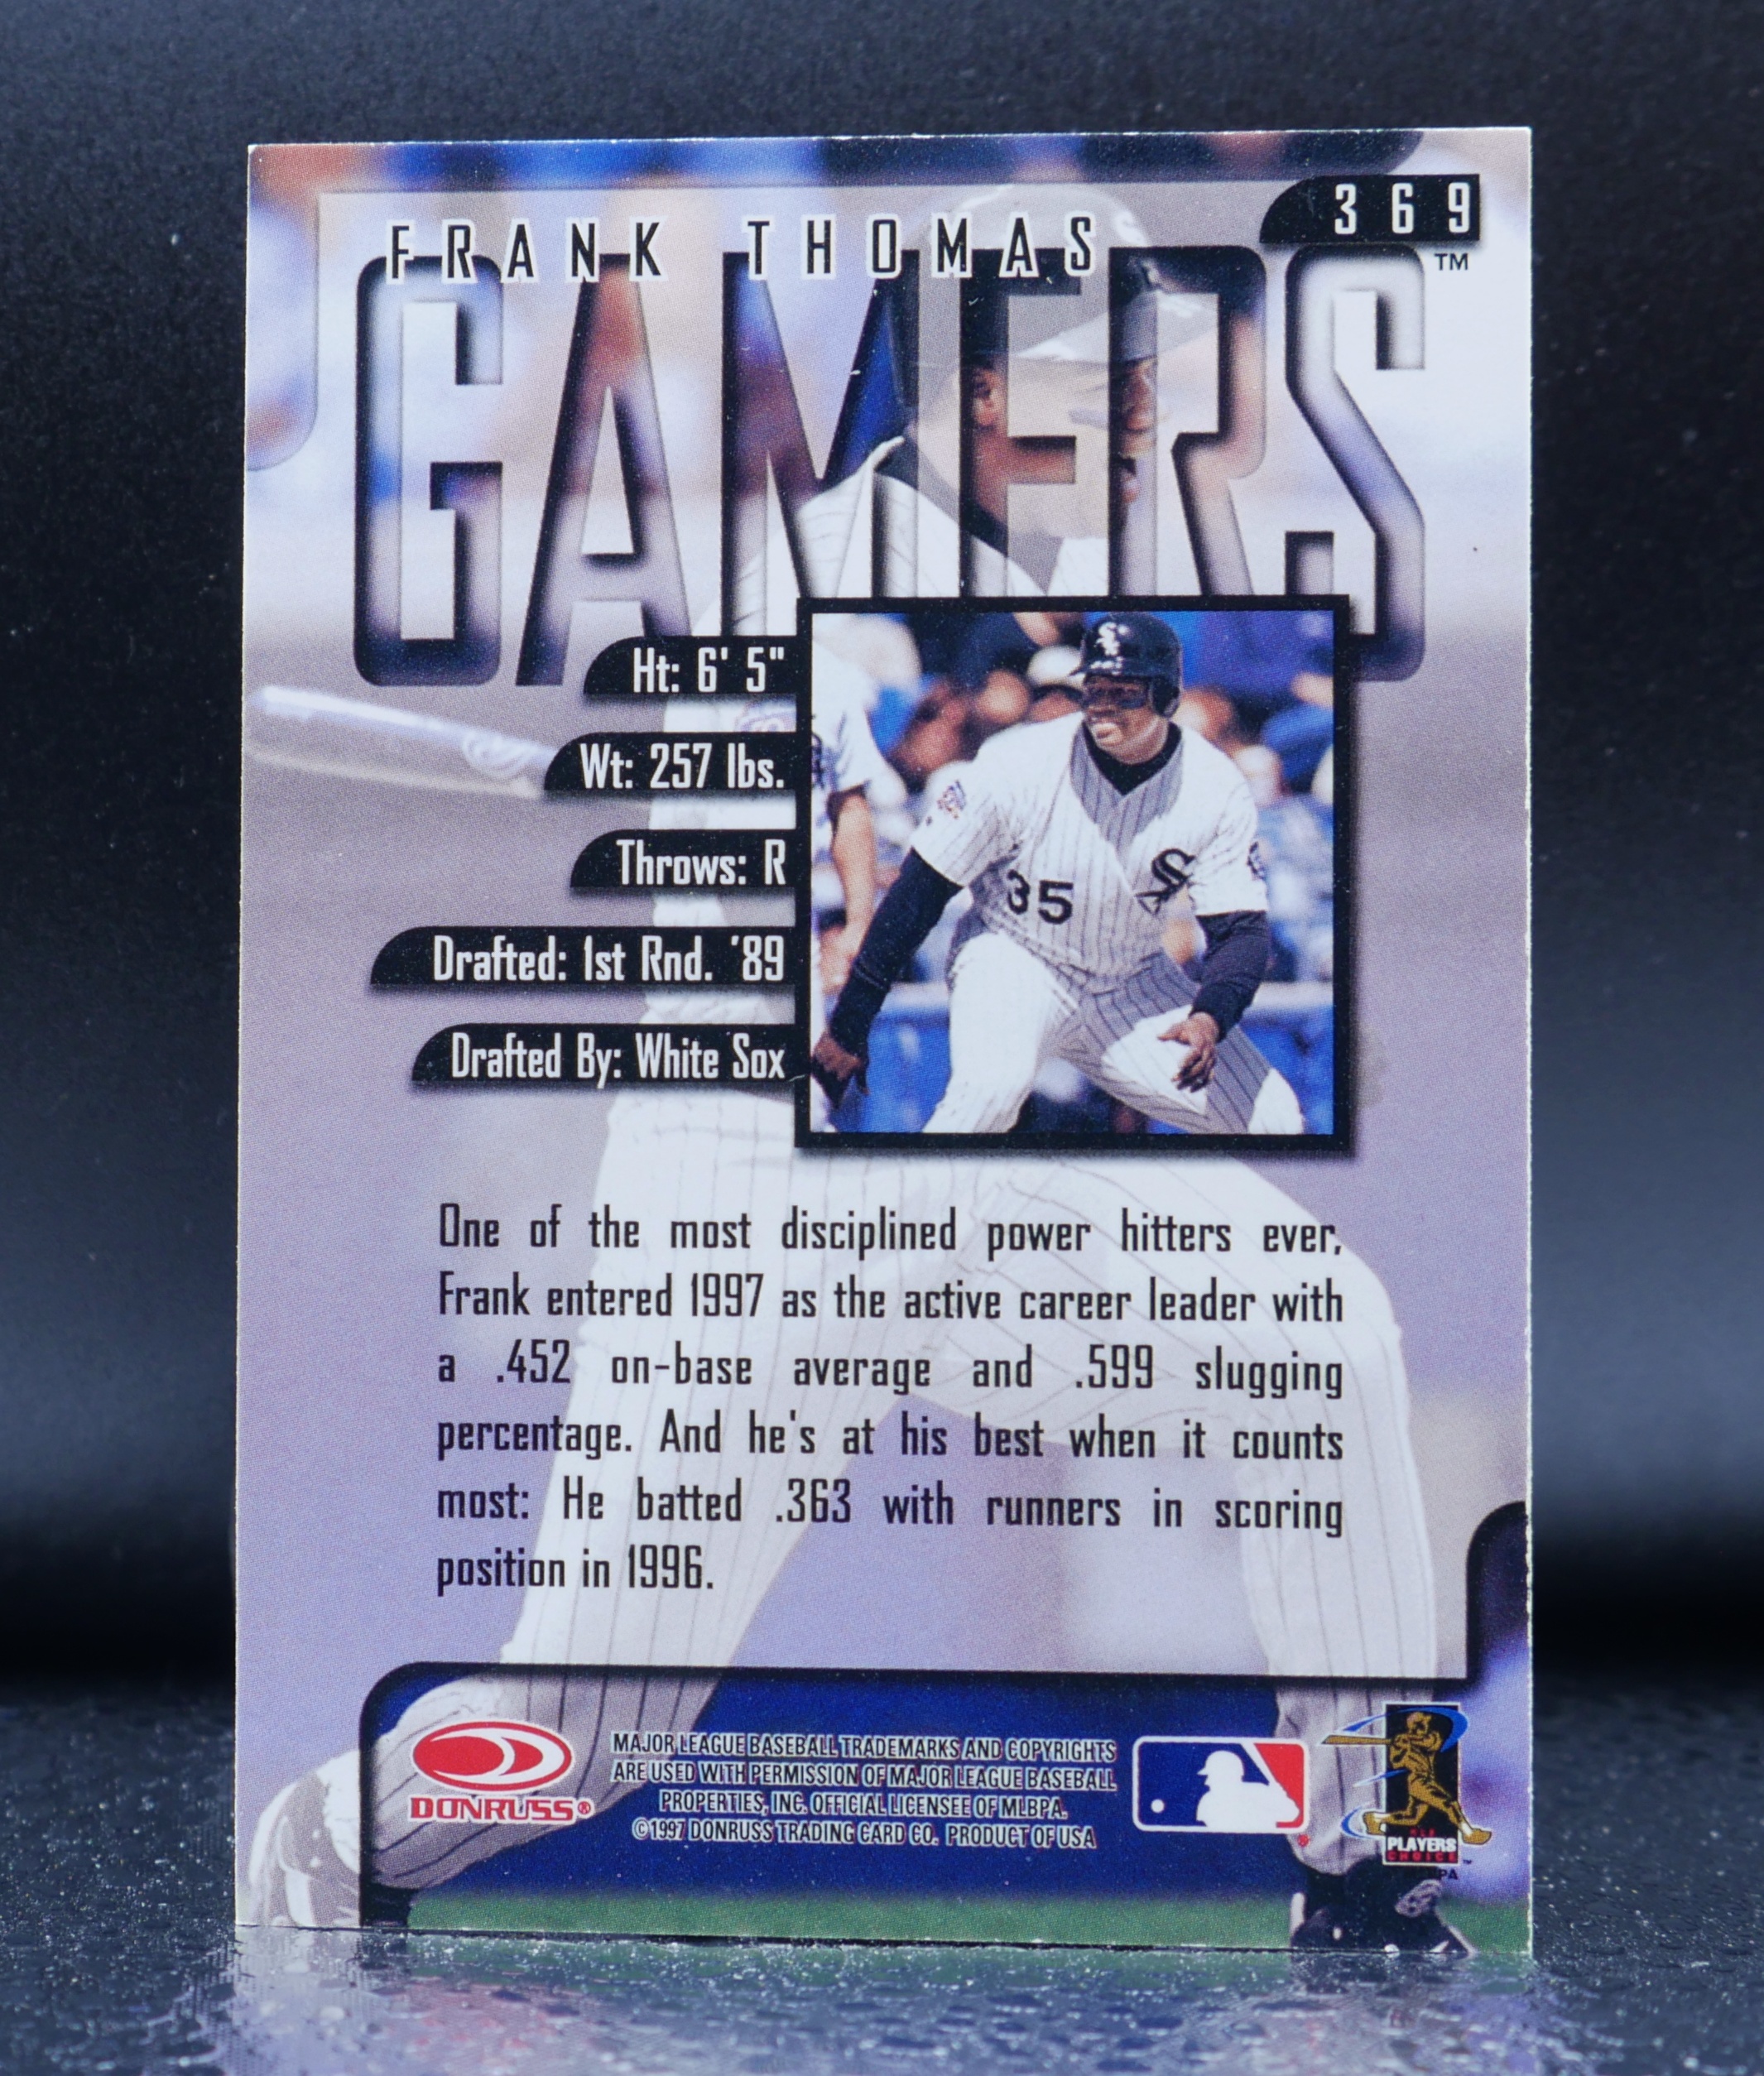 369
FRANK THOMAS
GAMERS™
Ht: 6' 5"
Wt: 257 lbs.
Throws: R
Drafted: 1st Rnd. '89
Drafted By: White Sox
35
Sox
One of the most disciplined power hitters ever,
Frank entered 1997 as the active career leader with
a .452 on-base average and .599 slugging
percentage. And he's at his best when it counts
most: He batted .363 with runners in scoring
position in 1996.
DONRUSS®
MAJOR LEAGUE BASEBALL TRADEMARKS AND COPYRIGHTS
ARE USED WITH PERMISSION OF MAJOR LEAGUE BASEBALL
PROPERTIES, INC. OFFICIAL LICENSEE OF MLBPA.
©1997 DONRUSS TRADING CARD CO. PRODUCT OF USA
PLAYERS
CHOICE